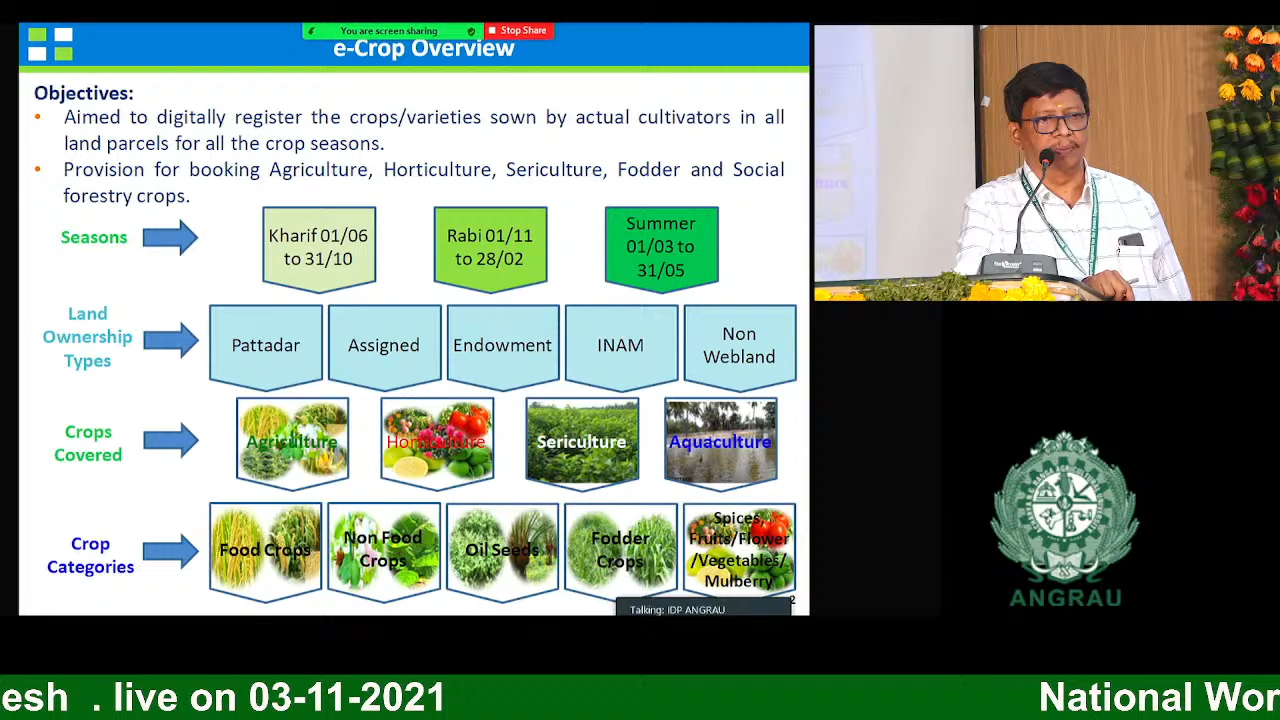 You are screen sharing
Stop Share
e-Crop Overview
Objectives:
• Aimed to digitally register the crops/varieties sown by actual cultivators in all
land parcels for all the crop seasons.
• Provision for booking Agriculture, Horticulture, Sericulture, Fodder and Social
forestry crops.
Seasons
Kharif 01/06
to 31/10
Rabi 01/11
to 28/02
Summer
01/03 to
31/05
Land
Ownership
Types
Pattadar
Assigned
Endowment
INAM
Non
Webland
Crops
Covered
Agriculture
Horticulture
Sericulture
Aquaculture
Crop
Categories
Food Crops
Non Food
Crops
Oil Seeds
Fodder
Crops
Spices,
Fruits/Flower
/Vegetables/
Mulberry
2
Talking: IDP ANGRAU
ANGRAU
esh . live on 03-11-2021
National Wor